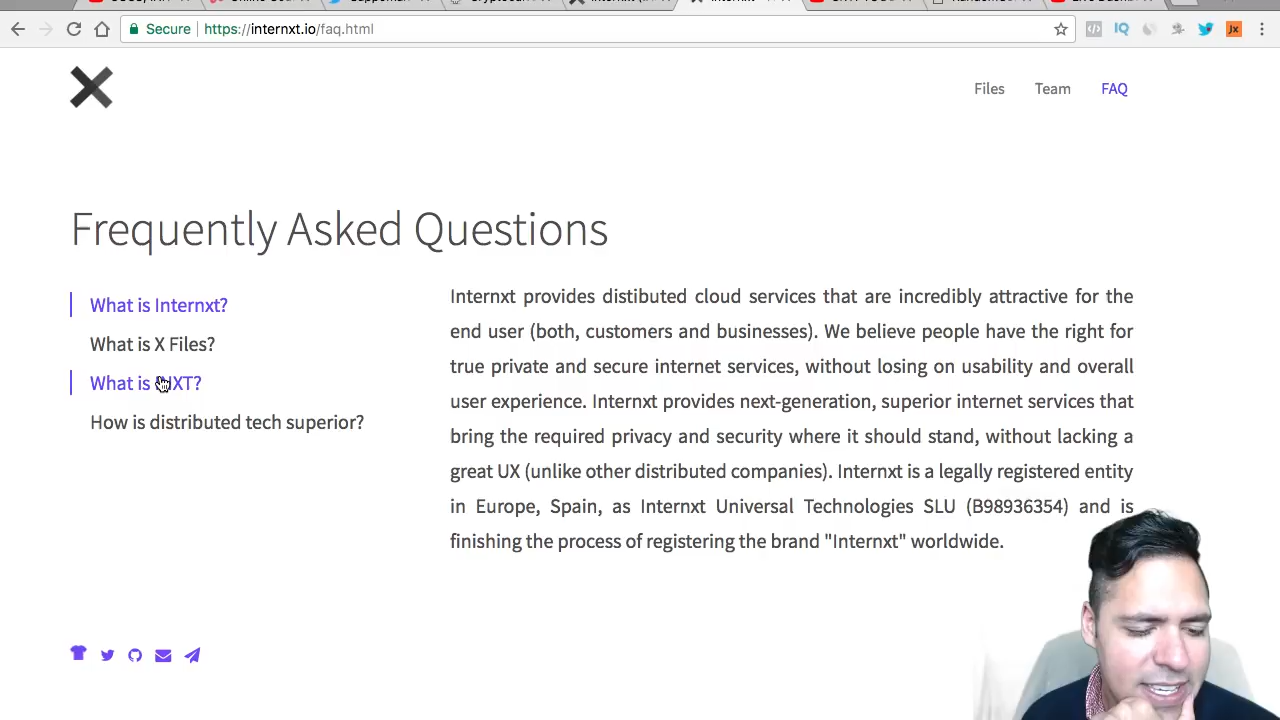 Secure https://internxt.io/faq.html
Files Team FAQ
Frequently Asked Questions
What is Internxt?
What is X Files?
What is
How is distributed tech superior?
Internxt provides distibuted cloud services that are incredibly attractive for the
end user (both, customers and businesses). We believe people have the right for
true private and secure internet services, without losing on usability and overall
user experience. Internxt provides next-generation, superior internet services that
bring the required privacy and security where it should stand, without lacking a
great UX (unlike other distributed companies). Internxt is a legally registered entity
in Europe, Spain, as Internxt Universal Technologies SLU (B98936354) and is
finishing the process of registering the brand "Internxt" worldwide.